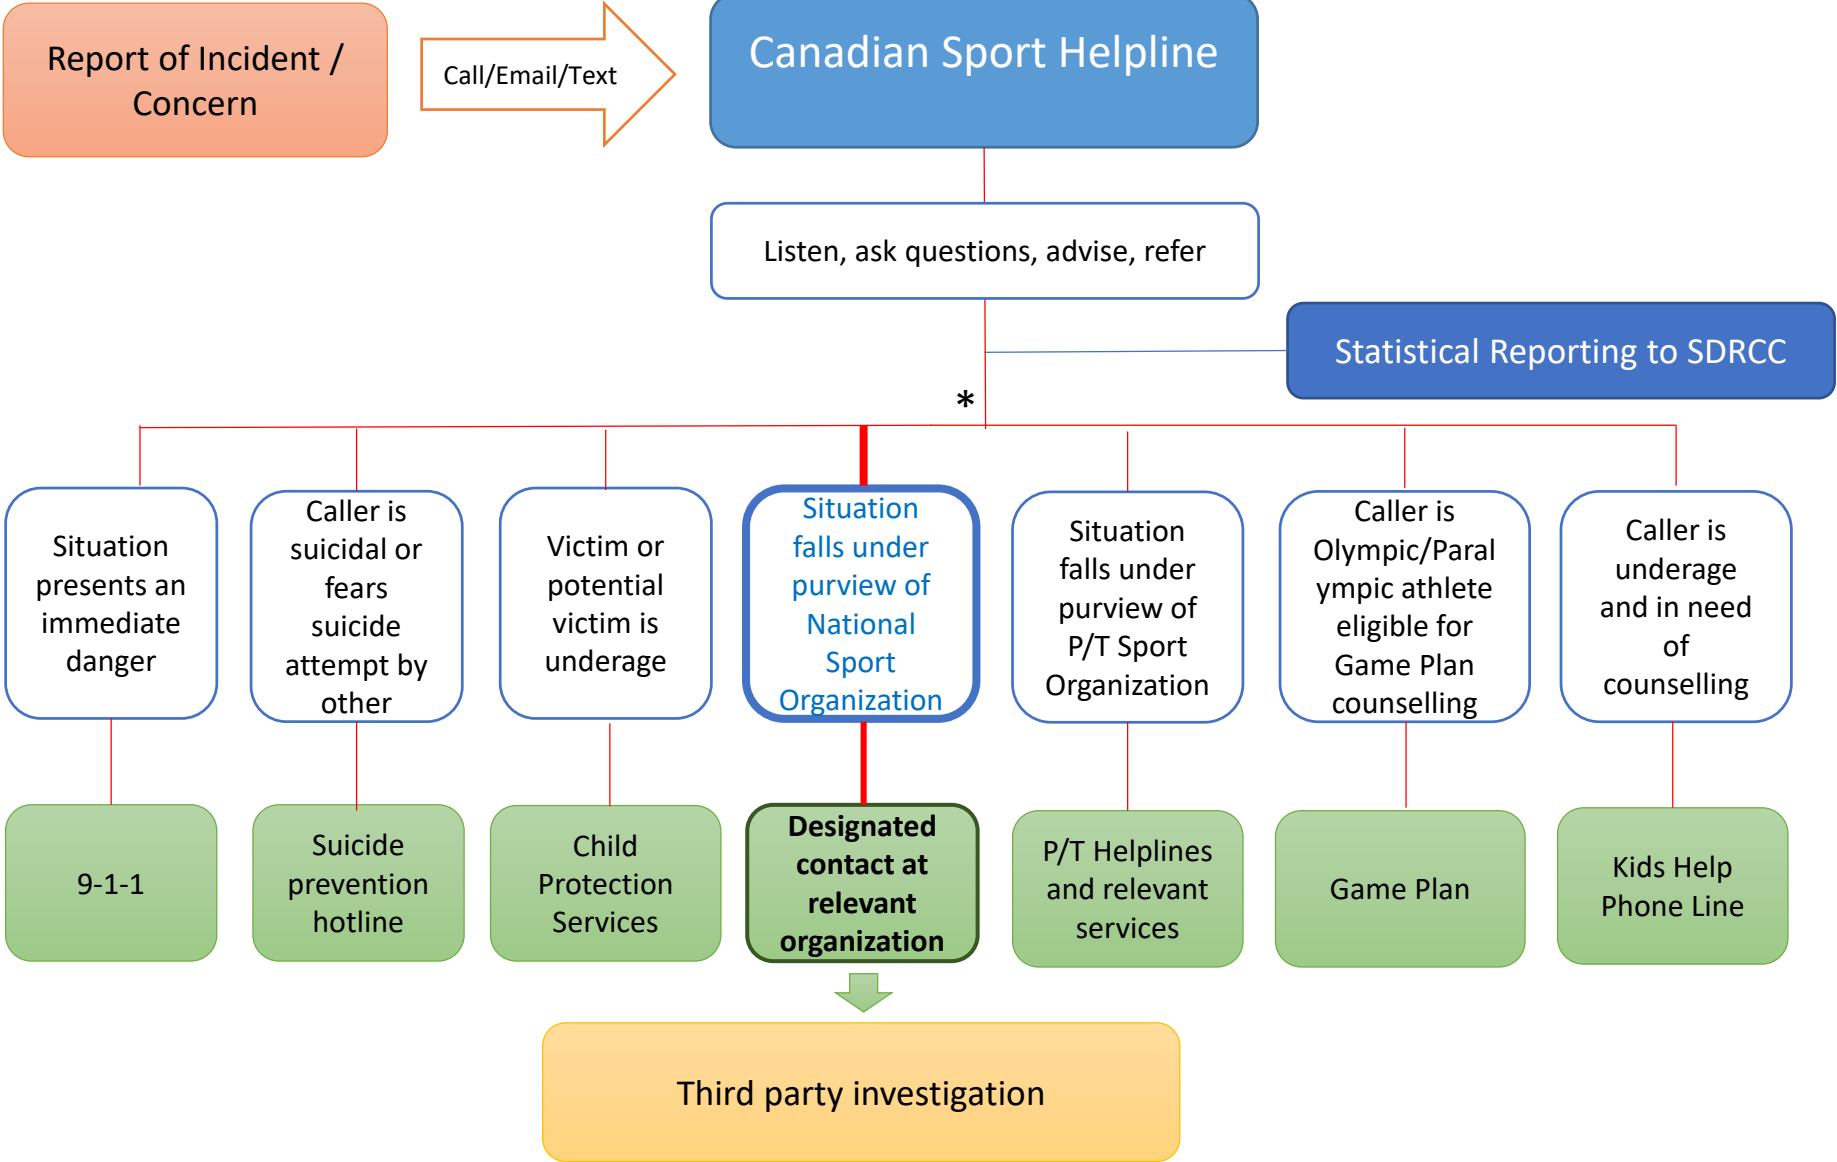 Report of Incident /
Concern
Call/Email/Text
Canadian Sport Helpline
Listen, ask questions, advise, refer
Statistical Reporting to SDRCC
*
Situation
presents an
immediate
danger
Caller is
suicidal or
fears
suicide
attempt by
other
Victim or
potential
victim is
underage
Situation
falls under
purview of
National
Sport
Organization
Situation
falls under
purview of
P/T Sport
Organization
Caller is
Olympic/Paral
ympic athlete
eligible for
Game Plan
counselling
Caller is
underage
and in need
of
counselling
9-1-1
Suicide
prevention
hotline
Child
Protection
Services
Designated
contact at
relevant
organization
P/T Helplines
and relevant
services
Game Plan
Kids Help
Phone Line
Third party investigation